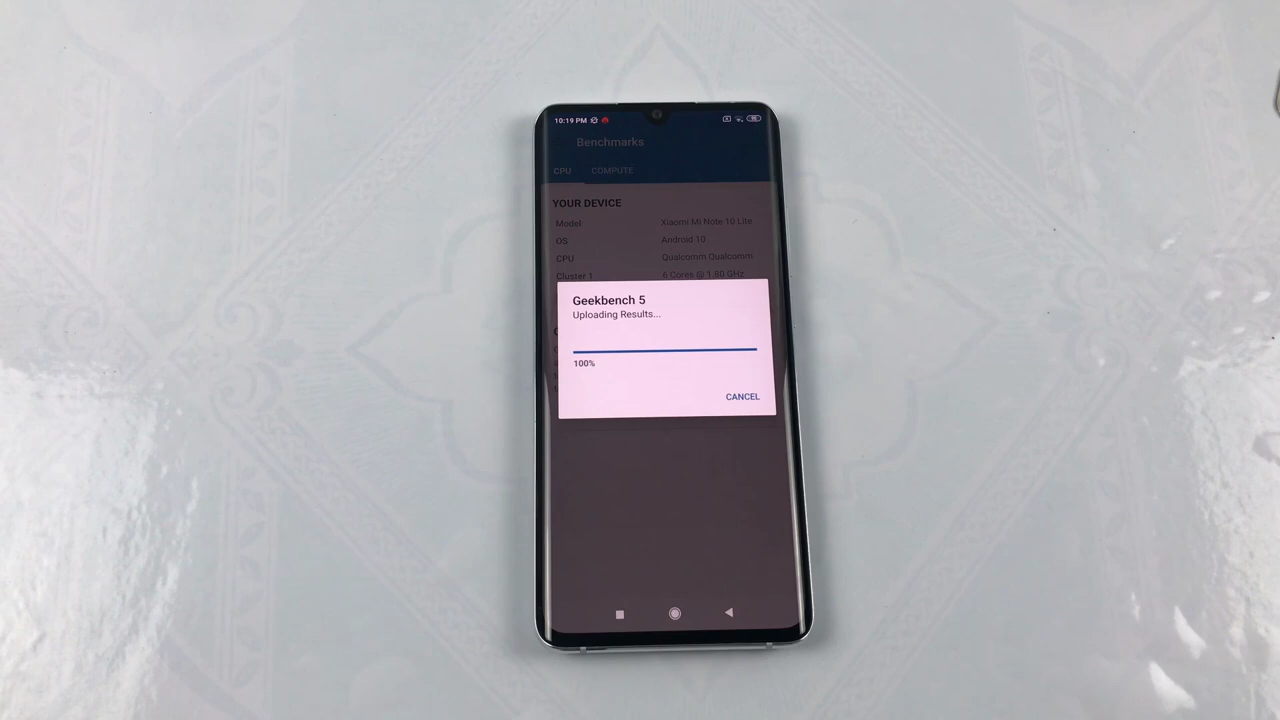 10:19 PM
Benchmarks
CPU COMPUTE
YOUR DEVICE
Model Xiaomi Mi Note 10 Lite
OS Android 10
CPU Qualcomm Qualcomm
Cluster 1 6 Cores @ 1.80 GHz
Geekbench 5
Uploading Results...
100%
CANCEL